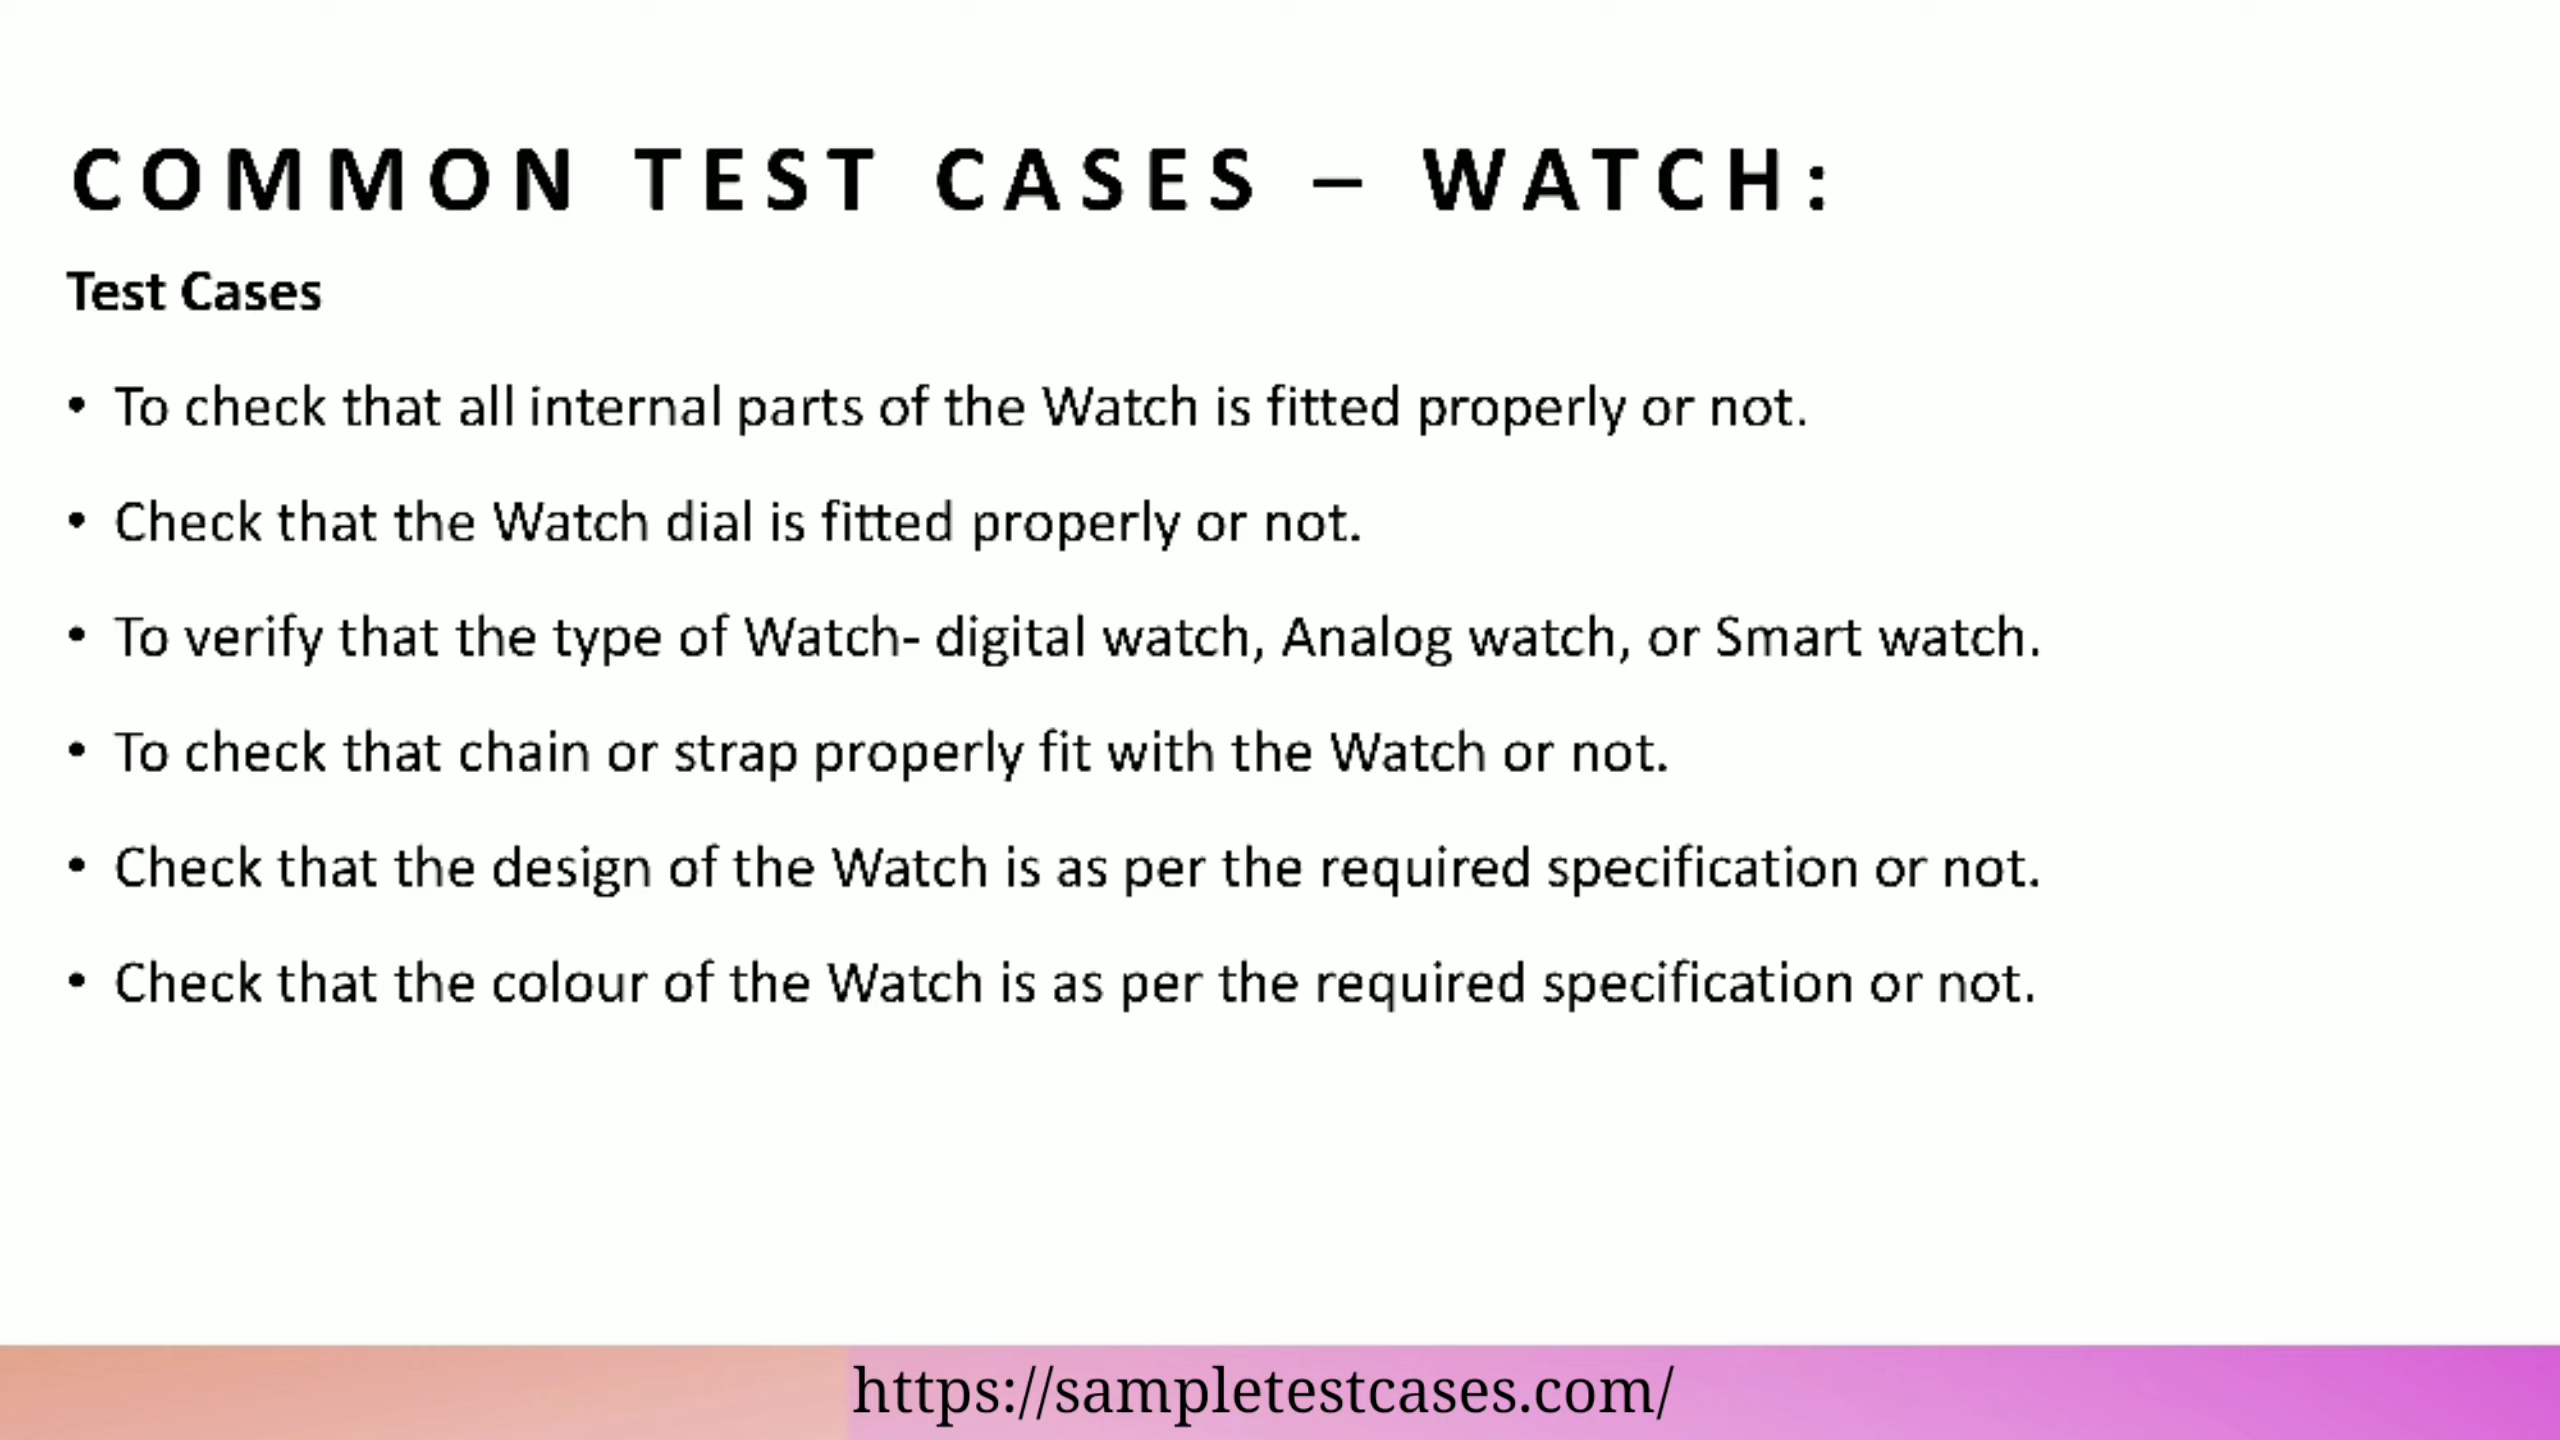 COMMON TEST CASES – WATCH:
Test Cases
• To check that all internal parts of the Watch is fitted properly or not.
• Check that the Watch dial is fitted properly or not.
• To verify that the type of Watch- digital watch, Analog watch, or Smart watch.
• To check that chain or strap properly fit with the Watch or not.
• Check that the design of the Watch is as per the required specification or not.
• Check that the colour of the Watch is as per the required specification or not.
https://sampletestcases.com/